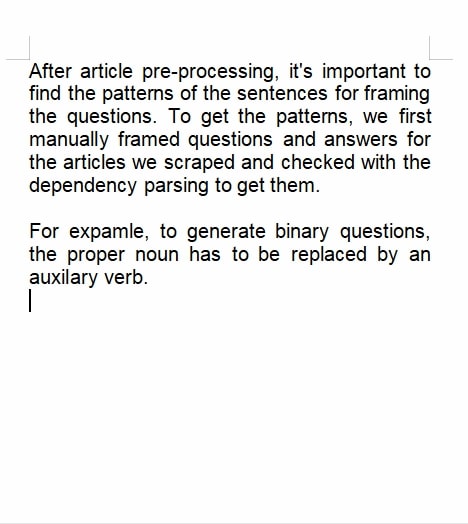 After article pre-processing, it's important to
find the patterns of the sentences for framing
the questions. To get the patterns, we first
manually framed questions and answers for
the articles we scraped and checked with the
dependency parsing to get them.
For expamle, to generate binary questions,
the proper noun has to be replaced by an
auxilary verb.